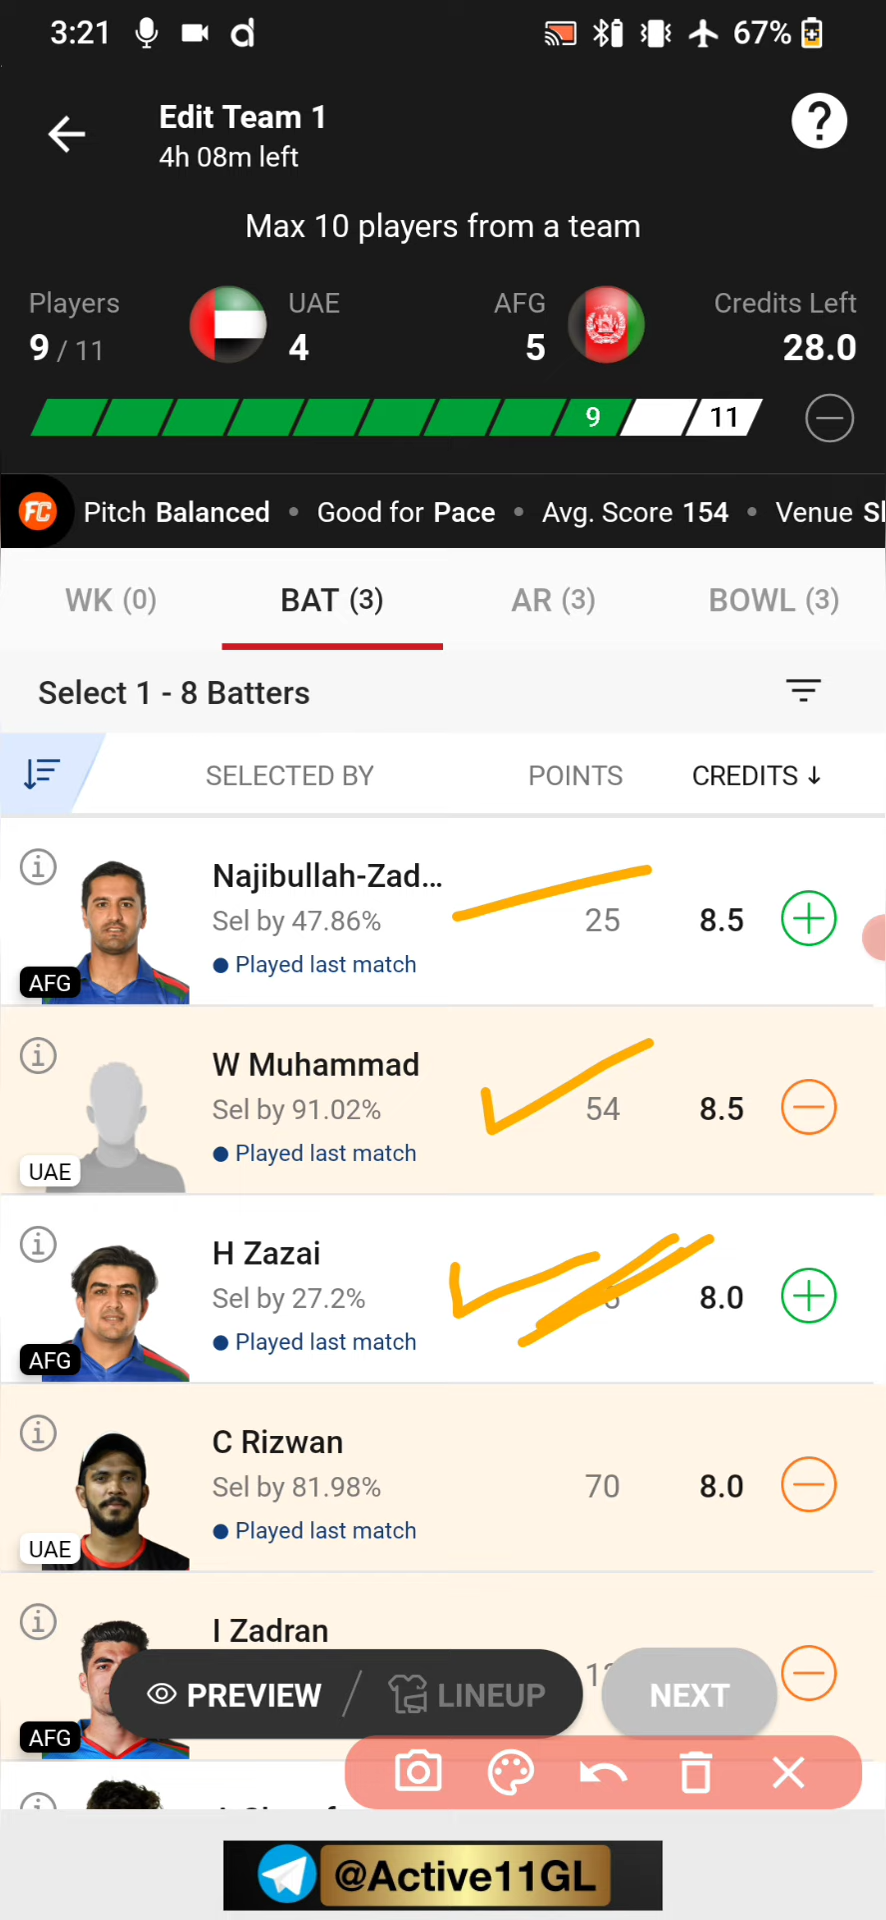 3:21 67%
Edit Team 1
4h 08m left
Max 10 players from a team
Players UAE AFG Credits Left
9 / 11 4 5 28.0
9 11
FC Pitch Balanced • Good for Pace • Avg. Score 154 • Venue
WK (0) BAT (3) AR (3) BOWL (3)
Select 1 - 8 Batters
SELECTED BY POINTS CREDITS ↓
Najibullah-Zad...
Sel by 47.86% 25 8.5
Played last match
AFG
W Muhammad
Sel by 91.02% 54 8.5
Played last match
UAE
H Zazai
Sel by 27.2% 8.0
Played last match
AFG
C Rizwan
Sel by 81.98% 70 8.0
Played last match
UAE
I Zadran
PREVIEW / LINEUP NEXT
AFG
@Active11GL